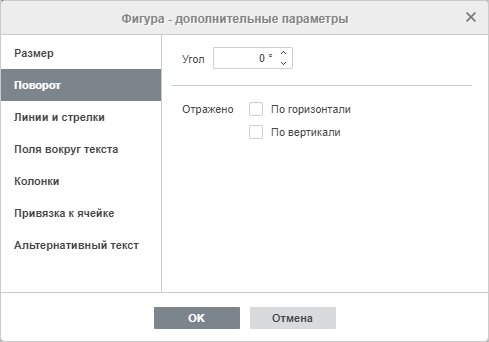 Фигура - дополнительные параметры
Размер
Поворот
Линии и стрелки
Поля вокруг текста
Колонки
Привязка к ячейке
Альтернативный текст
Угол 0 °
Отражено По горизонтали
По вертикали
OK Отмена